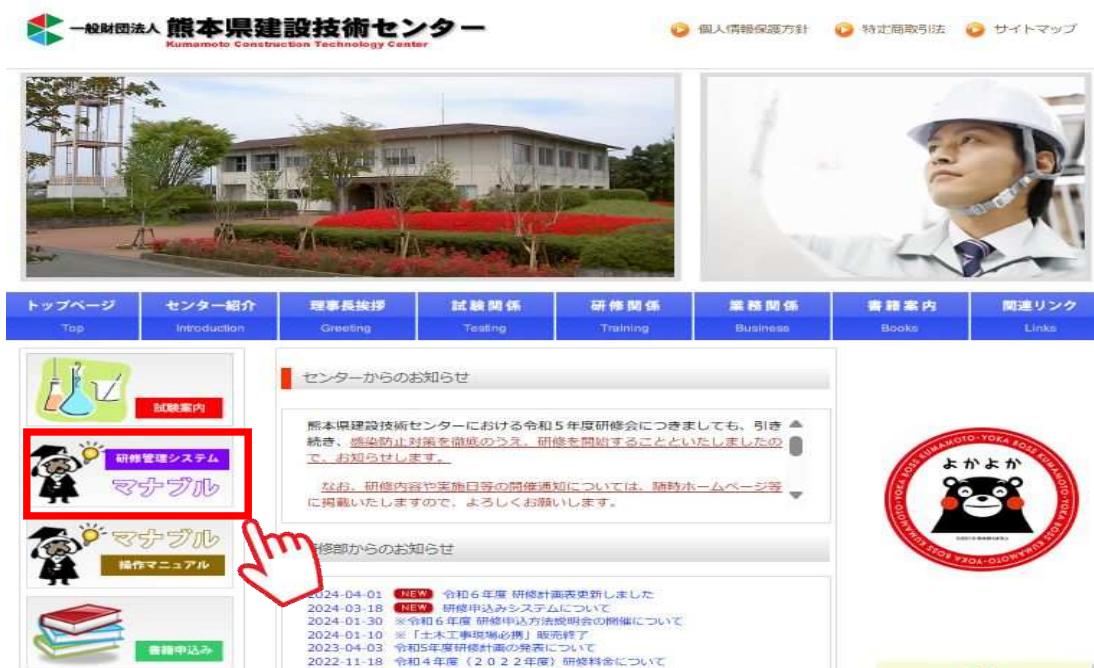 一般財団法人 熊本県建設技術センター
Kumamoto Construction Technology Center
個人情報保護方針 特定商取引法 サイトマップ
トップページ センター紹介 理事長挨拶 試験関係 研修関係 業務関係 書籍案内 関連リンク
Top Introduction Greeting Testing Training Business Books Links
試験案内
研修管理システム
マナブル
マナブル
操作マニュアル
書籍申込み
センターからのお知らせ
熊本県建設技術センターにおける令和5年度研修会につきましても、引き
続き、感染防止対策を徹底のうえ、研修を開始することといたしましたの
で、お知らせします。
なお、研修内容や実施日等の開催通知については、随時ホームページ等
に掲載いたしますので、よろしくお願いします。
修部からのお知らせ
2024-04-01 NEW 令和6年度 研修計画表更新しました
2024-03-18 NEW 研修申込みシステムについて
2024-01-30 ※令和6年度 研修申込方法説明会の開催について
2024-01-10 ※「土木工事現場必携」販売終了
2023-04-03 令和5年度研修計画の発表について
2022-11-18 令和4年度(2022年度)研修料金について
よかよか
KUMAMOTO-YOKA BOSS